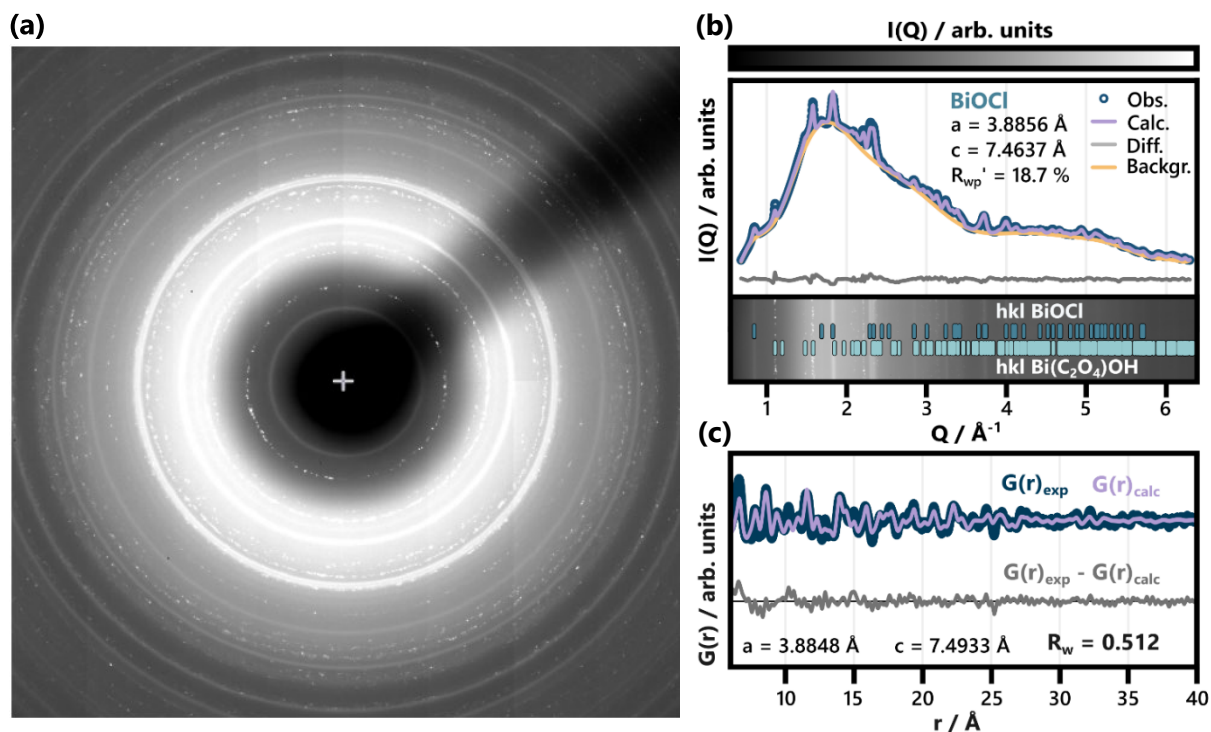 (a)
(b)
I(Q) / arb. units
I(Q) / arb. units
BiOCl
a = 3.8856 Å
c = 7.4637 Å
Rwp' = 18.7 %
Obs.
Calc.
Diff.
Backgr.
hkl BiOCl
hkl Bi(C₂O₄)OH
1 2 3 4 5 6
Q / Å⁻¹
(c)
G(r) / arb. units
G(r)exp G(r)calc
G(r)exp - G(r)calc
a = 3.8848 Å c = 7.4933 Å Rw = 0.512
10 15 20 25 30 35 40
r / Å